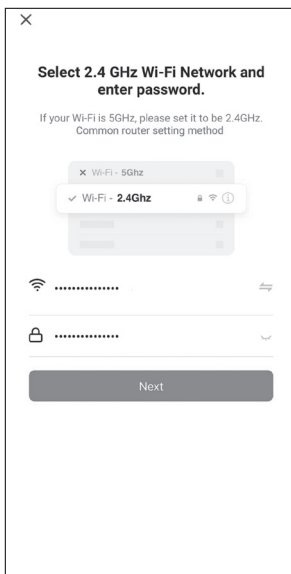 Select 2.4 GHz Wi-Fi Network and
enter password.
If your Wi-Fi is 5GHz, please set it to be 2.4GHz.
Common router setting method
Wi-Fi - 5Ghz
Wi-Fi - 2.4Ghz
Next